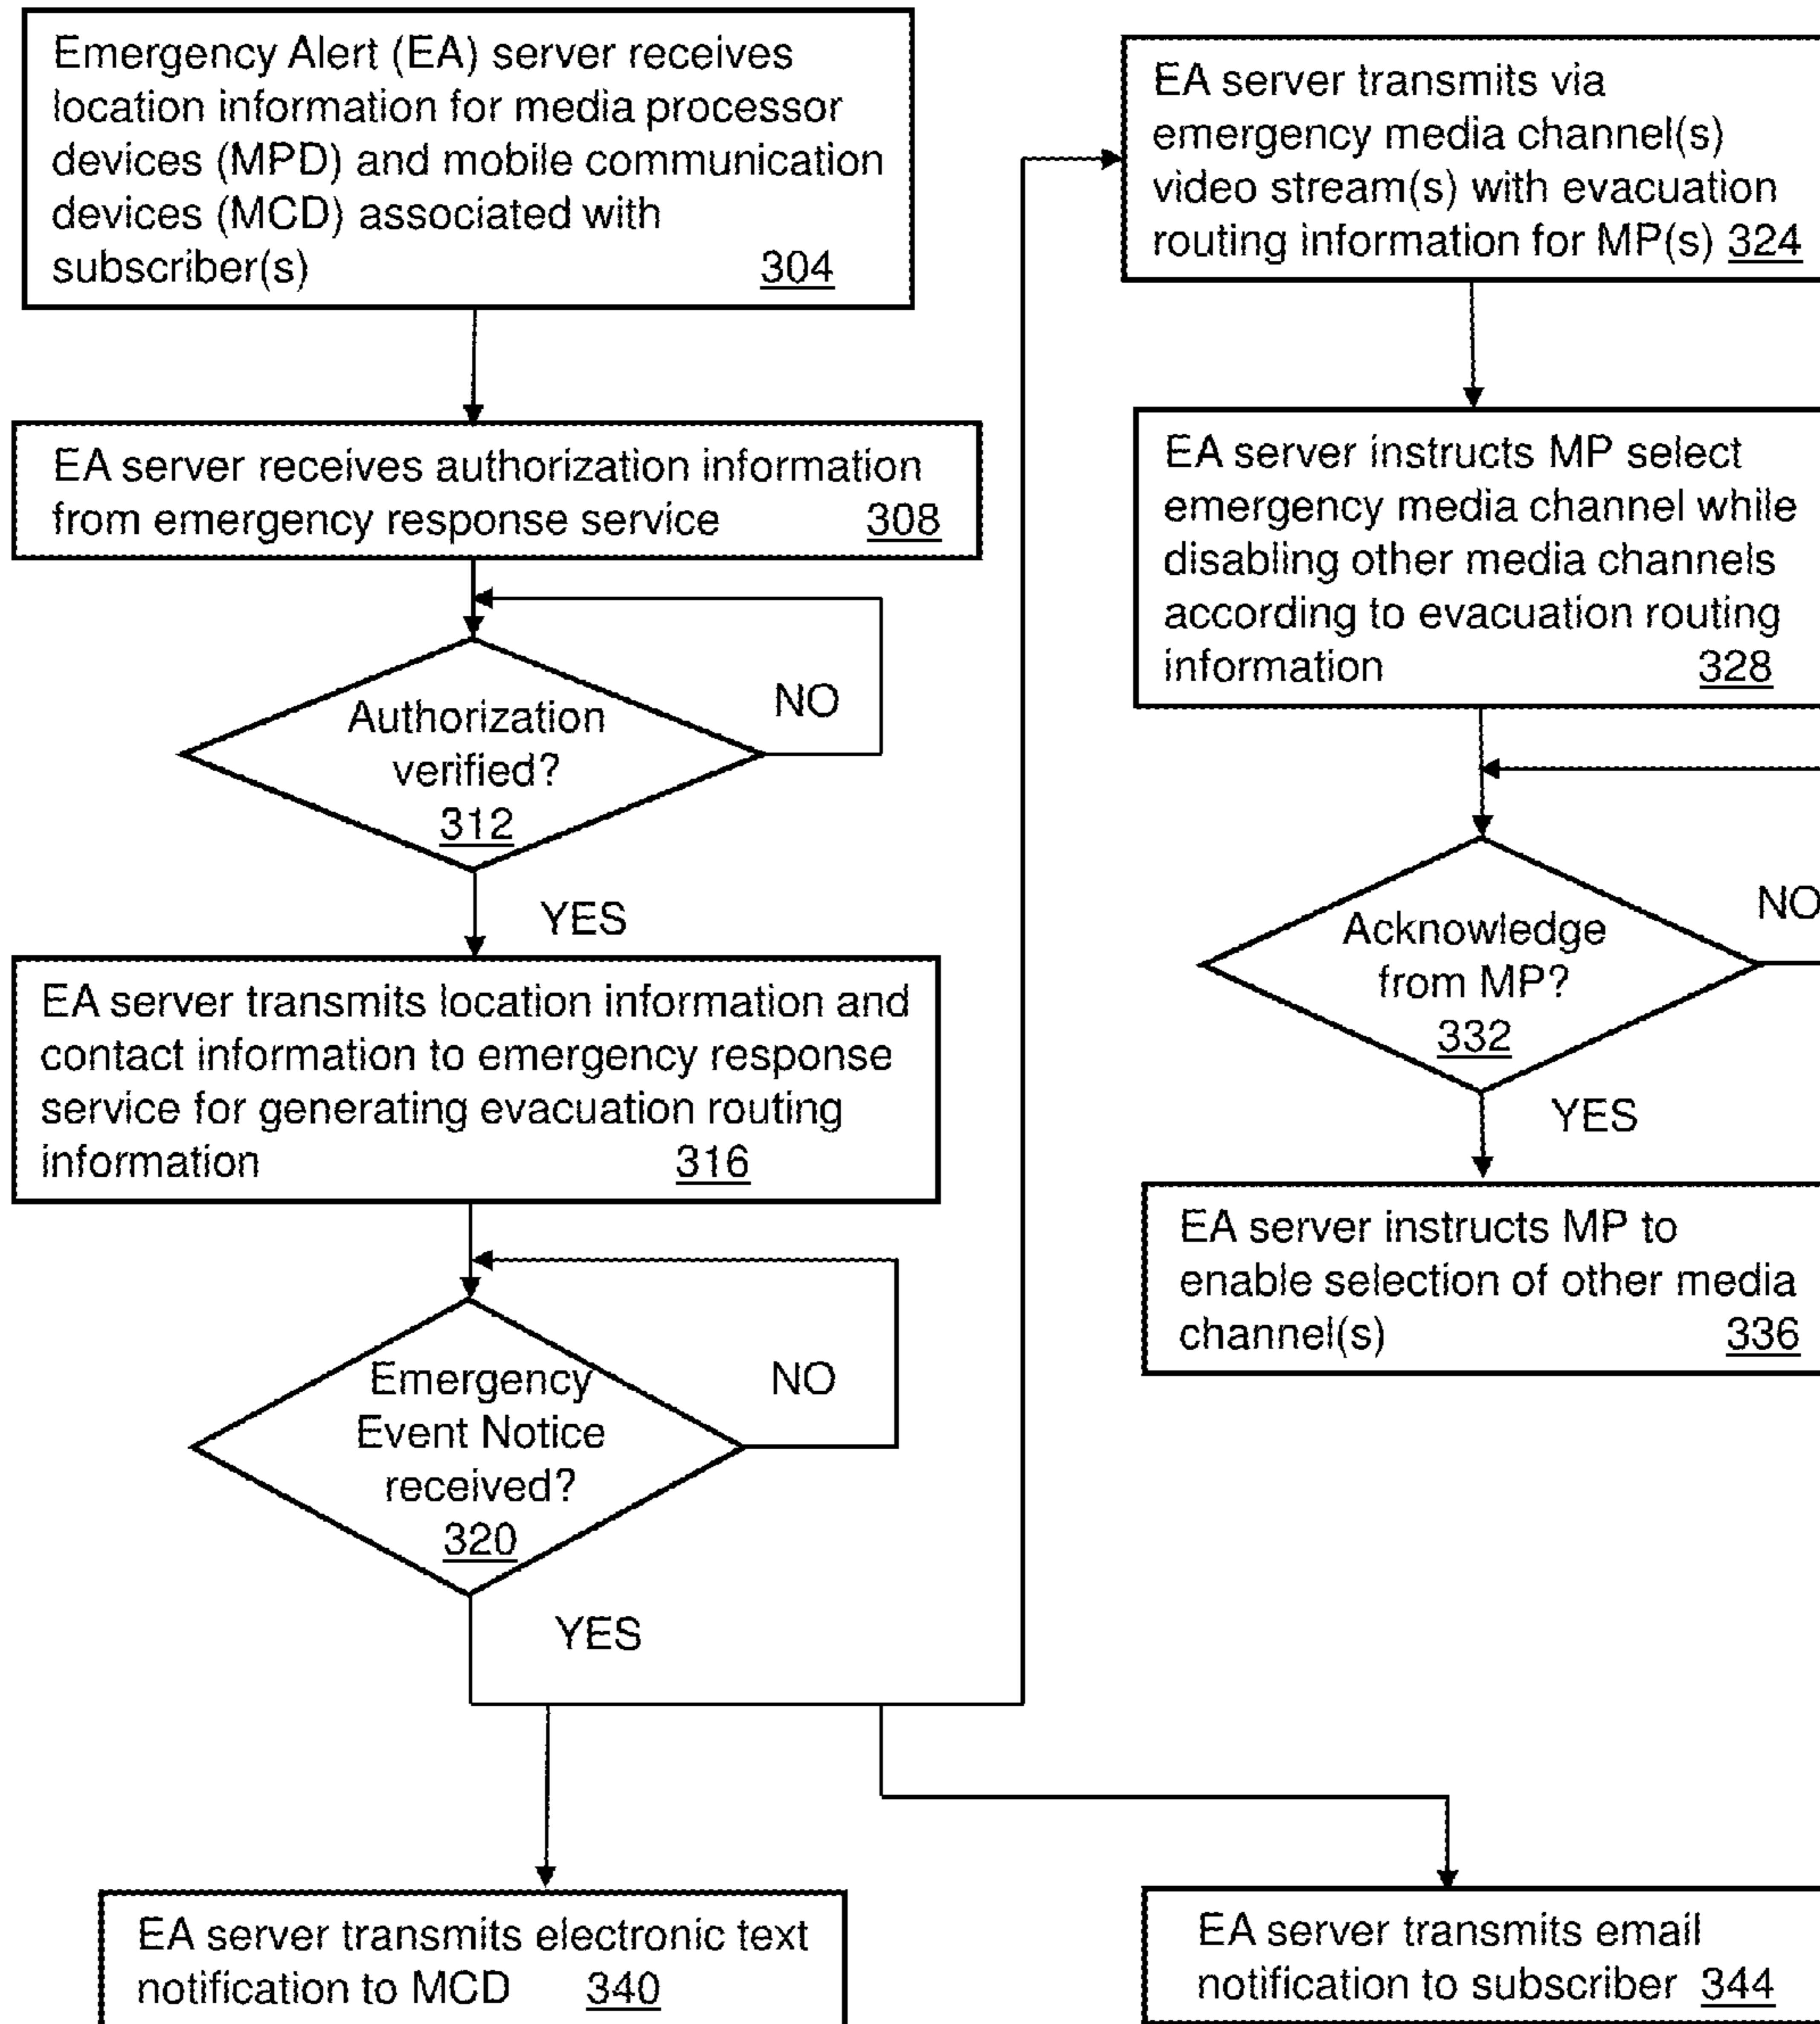 Emergency Alert (EA) server receives
location information for media processor
devices (MPD) and mobile communication
devices (MCD) associated with
subscriber(s) 304
EA server receives authorization information
from emergency response service 308
Authorization
verified?
312
NO
YES
EA server transmits location information and
contact information to emergency response
service for generating evacuation routing
information 316
Emergency
Event Notice
received?
320
NO
YES
EA server transmits via
emergency media channel(s)
video stream(s) with evacuation
routing information for MP(s) 324
EA server instructs MP select
emergency media channel while
disabling other media channels
according to evacuation routing
information 328
Acknowledge
from MP?
332
NO
YES
EA server instructs MP to
enable selection of other media
channel(s) 336
EA server transmits electronic text
notification to MCD 340
EA server transmits email
notification to subscriber 344